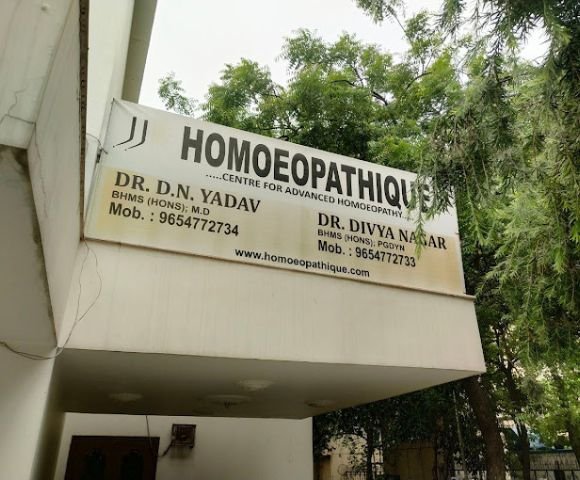 HOMOEOPATHIQUE
.....CENTRE FOR ADVANCED HOMOEOPATHY
DR. D.N. YADAV
BHMS (HONS); M.D
Mob. : 9654772734
DR. DIVYA NAGAR
BHMS (HONS); PGDYN
Mob. : 9654772733
www.homoeopathique.com